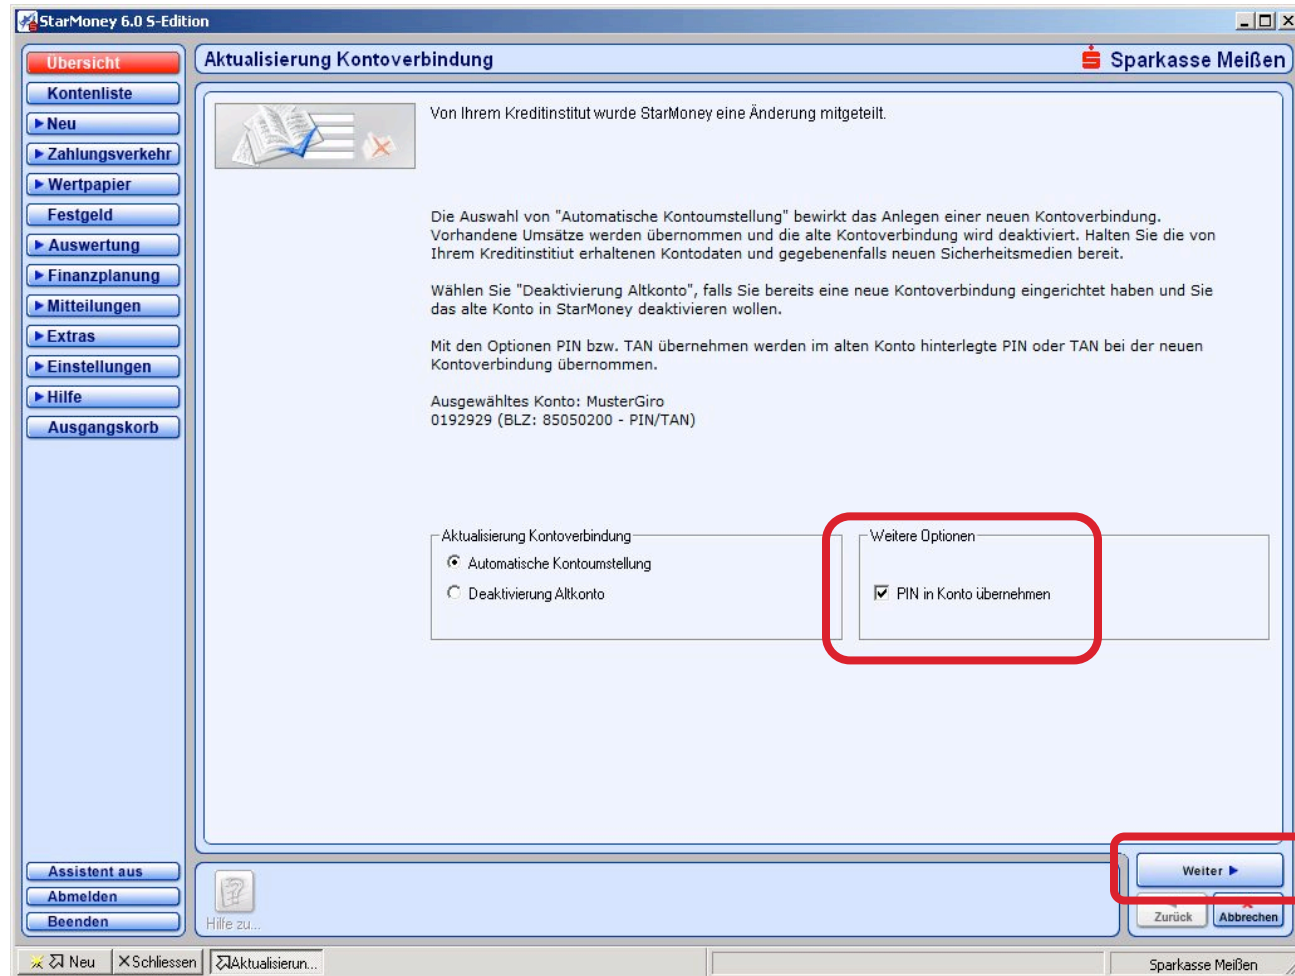 StarMoney 6.0 S-Edition
Übersicht
Kontenliste
Neu
Zahlungsverkehr
Wertpapier
Festgeld
Auswertung
Finanzplanung
Mitteilungen
Extras
Einstellungen
Hilfe
Ausgangskorb
Assistent aus
Abmelden
Beenden
Aktualisierung Kontoverbindung
Sparkasse Meißen
Von Ihrem Kreditinstitut wurde StarMoney eine Änderung mitgeteilt.
Die Auswahl von "Automatische Kontoumstellung" bewirkt das Anlegen einer neuen Kontoverbindung.
Vorhandene Umsätze werden übernommen und die alte Kontoverbindung wird deaktiviert. Halten Sie die von
Ihrem Kreditinstitiut erhaltenen Kontodaten und gegebenenfalls neuen Sicherheitsmedien bereit.
Wählen Sie "Deaktivierung Altkonto", falls Sie bereits eine neue Kontoverbindung eingerichtet haben und Sie
das alte Konto in StarMoney deaktivieren wollen.
Mit den Optionen PIN bzw. TAN übernehmen werden im alten Konto hinterlegte PIN oder TAN bei der neuen
Kontoverbindung übernommen.
Ausgewähltes Konto: MusterGiro
0192929 (BLZ: 85050200 - PIN/TAN)
Aktualisierung Kontoverbindung
Automatische Kontoumstellung
Deaktivierung Altkonto
Weitere Optionen
PIN in Konto übernehmen
Hilfe zu...
Weiter
Zurück
Abbrechen
Neu
Schliessen
Aktualisierun...
Sparkasse Meißen